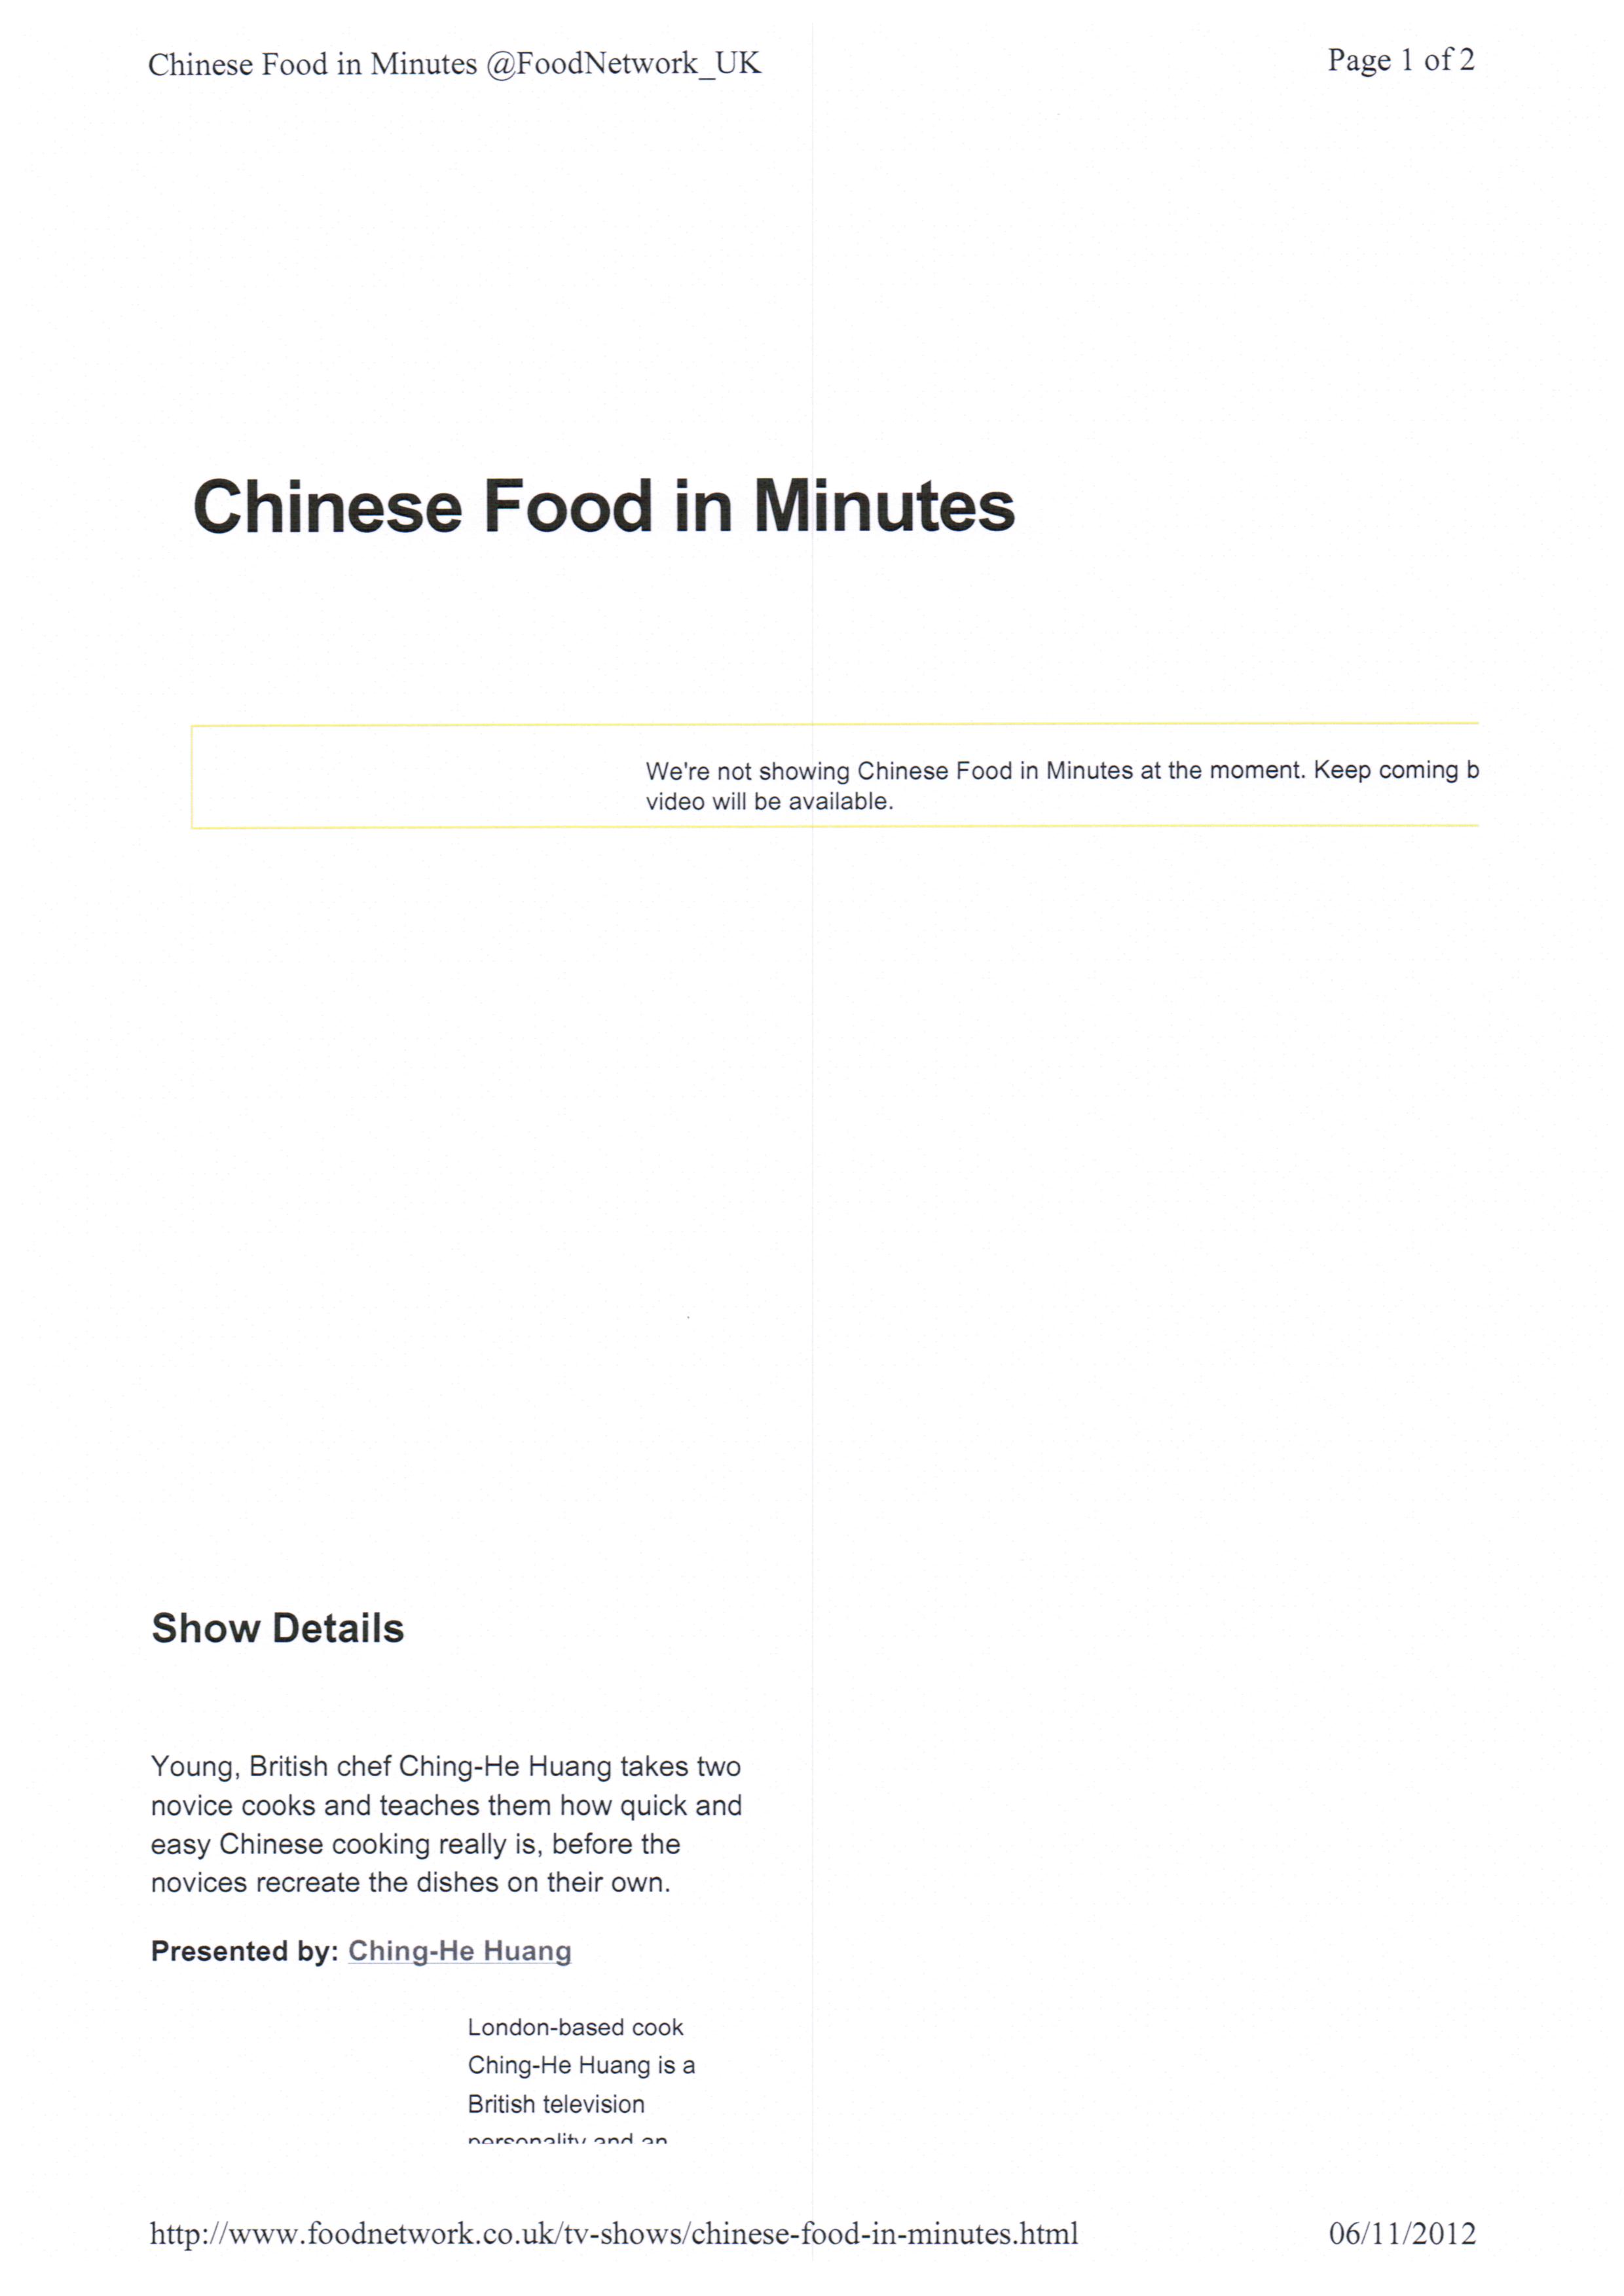 Chinese Food in Minutes @FoodNetwork_UK
Page 1 of 2
Chinese Food in Minutes
We're not showing Chinese Food in Minutes at the moment. Keep coming b
video will be available.
Show Details
Young, British chef Ching-He Huang takes two
novice cooks and teaches them how quick and
easy Chinese cooking really is, before the
novices recreate the dishes on their own.
Presented by: Ching-He Huang
London-based cook
Ching-He Huang is a
British television
personality and an
http://www.foodnetwork.co.uk/tv-shows/chinese-food-in-minutes.html
06/11/2012